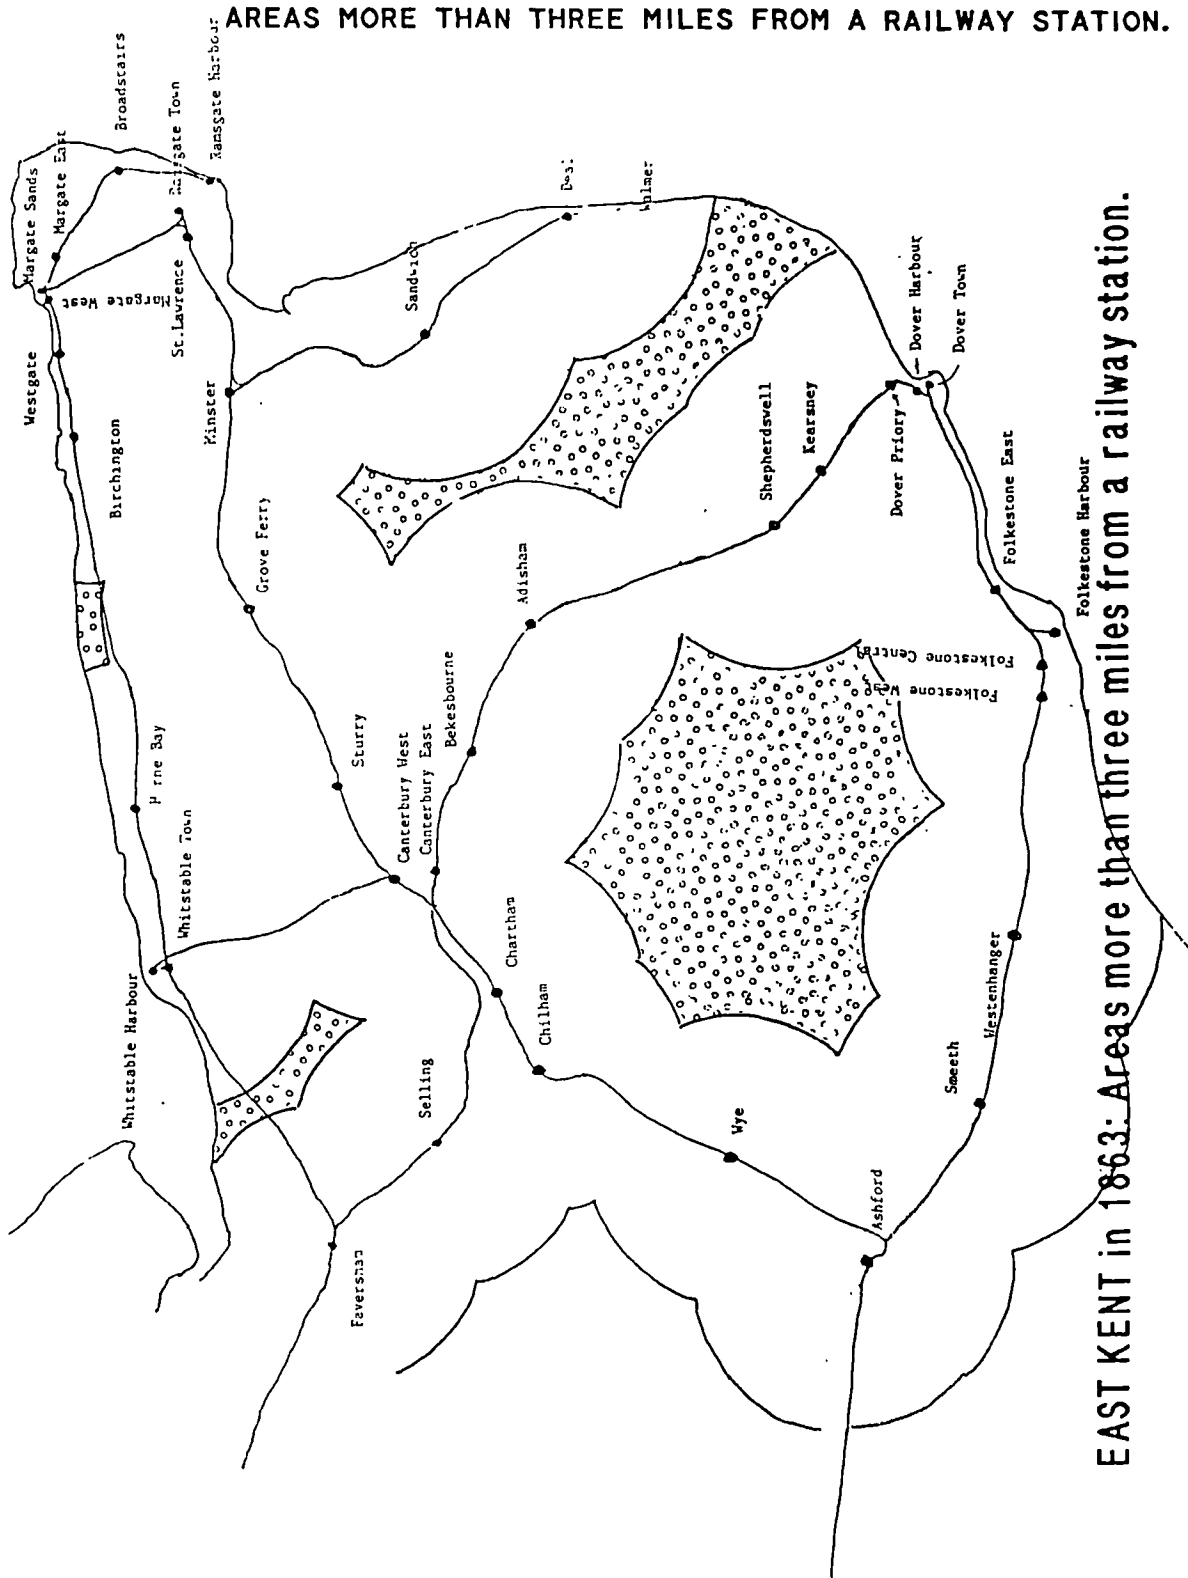 AREAS MORE THAN THREE MILES FROM A RAILWAY STATION.
Broadstairs
Ramsgate Town
Ramsgate Harbour
Margate Sands
Margate East
Margate West
Westgate
St.Lawrence
Birchington
Minster
Sandwich
Deal
Walmer
Grove Ferry
Herne Bay
Sturry
Whitstable Town
Whitstable Harbour
Canterbury West
Canterbury East
Bekesbourne
Adisham
Shepherdswell
Kearsney
Dover Priory
Dover Harbour
Dover Town
Folkestone East
Folkestone Harbour
Folkestone Central
Folkestone West
Westenhanger
Smeeth
Ashford
Wye
Chilham
Chartham
Selling
Faversham
EAST KENT in 1863: Areas more than three miles from a railway station.